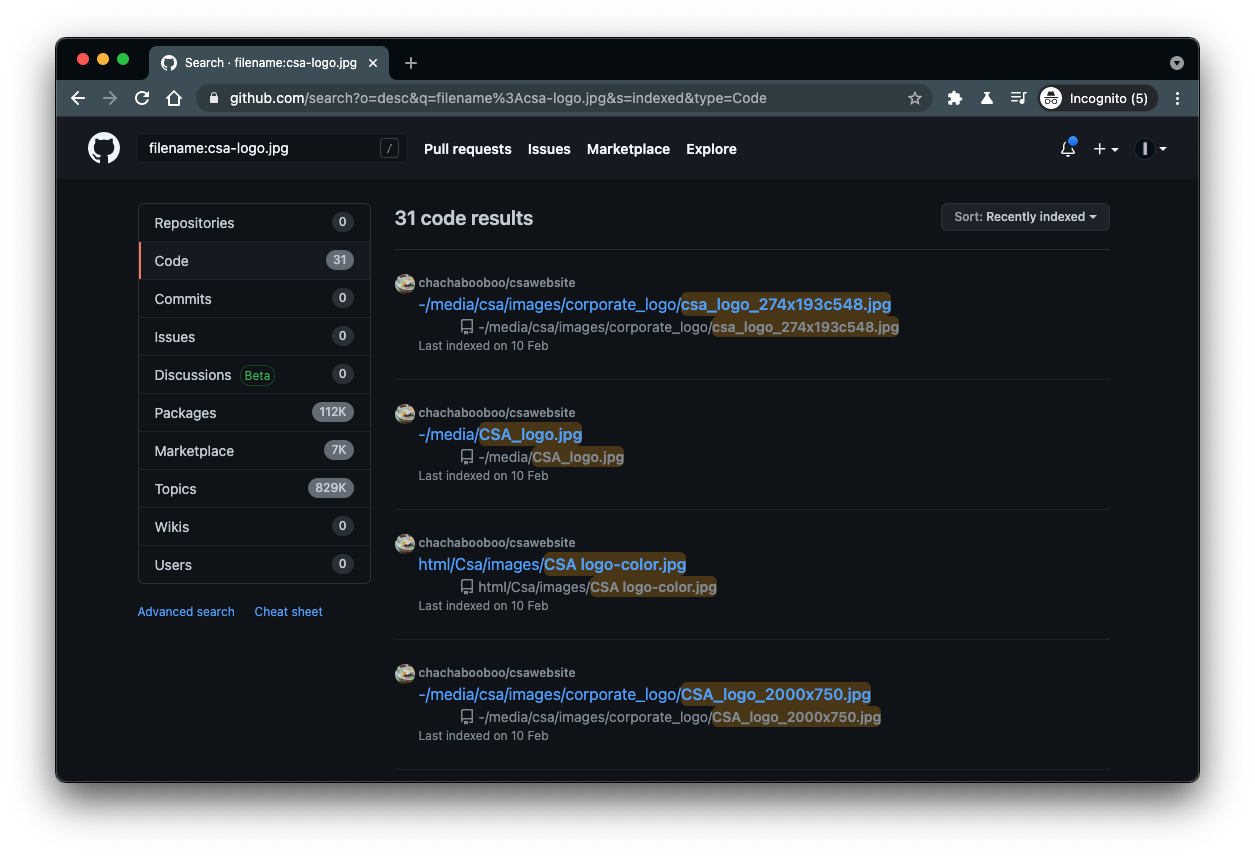 Search · filename:csa-logo.jpg
github.com/search?o=desc&q=filename%3Acsa-logo.jpg&s=indexed&type=Code
Incognito (5)
filename:csa-logo.jpg /
Pull requests Issues Marketplace Explore
Repositories 0
Code 31
Commits 0
Issues 0
Discussions Beta 0
Packages 112K
Marketplace 7K
Topics 829K
Wikis 0
Users 0
Advanced search Cheat sheet
31 code results
Sort: Recently indexed
chachabooboo/csawebsite
-/media/csa/images/corporate_logo/csa_logo_274x193c548.jpg
-/media/csa/images/corporate_logo/csa_logo_274x193c548.jpg
Last indexed on 10 Feb
chachabooboo/csawebsite
-/media/CSA_logo.jpg
-/media/CSA_logo.jpg
Last indexed on 10 Feb
chachabooboo/csawebsite
html/Csa/images/CSA logo-color.jpg
html/Csa/images/CSA logo-color.jpg
Last indexed on 10 Feb
chachabooboo/csawebsite
-/media/csa/images/corporate_logo/CSA_logo_2000x750.jpg
-/media/csa/images/corporate_logo/CSA_logo_2000x750.jpg
Last indexed on 10 Feb